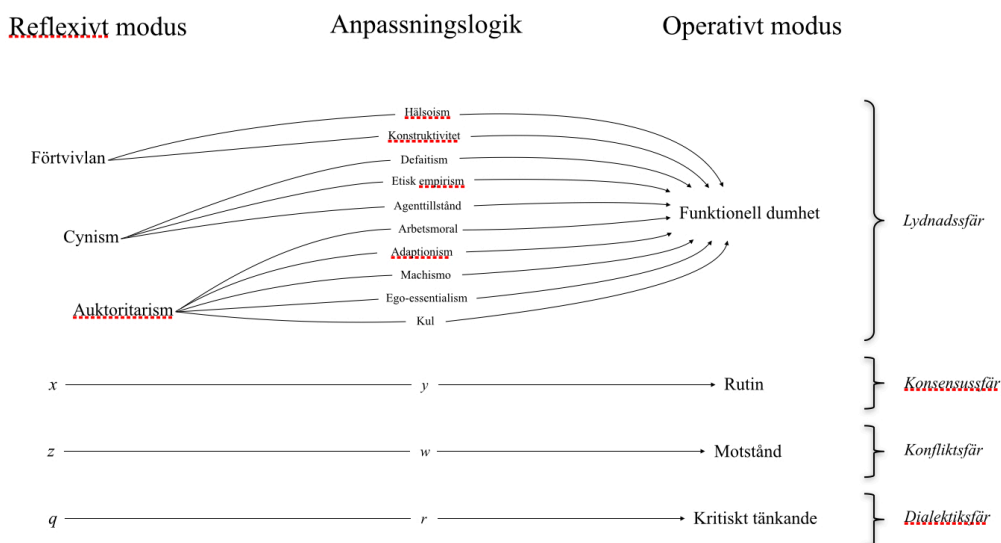 Reflexivt modus
Anpassningslogik
Operativt modus
Förtvivlan
Cynism
Auktoritarism
Hälsoism
Konstruktivitet
Defaitism
Etisk empirism
Agenttillstånd
Arbetsmoral
Adaptionism
Machismo
Ego-essentialism
Kul
Funktionell dumhet
Lydnadssfär
x
y
Rutin
Konsensussfär
z
w
Motstånd
Konfliktsfär
q
r
Kritiskt tänkande
Dialektiksfär